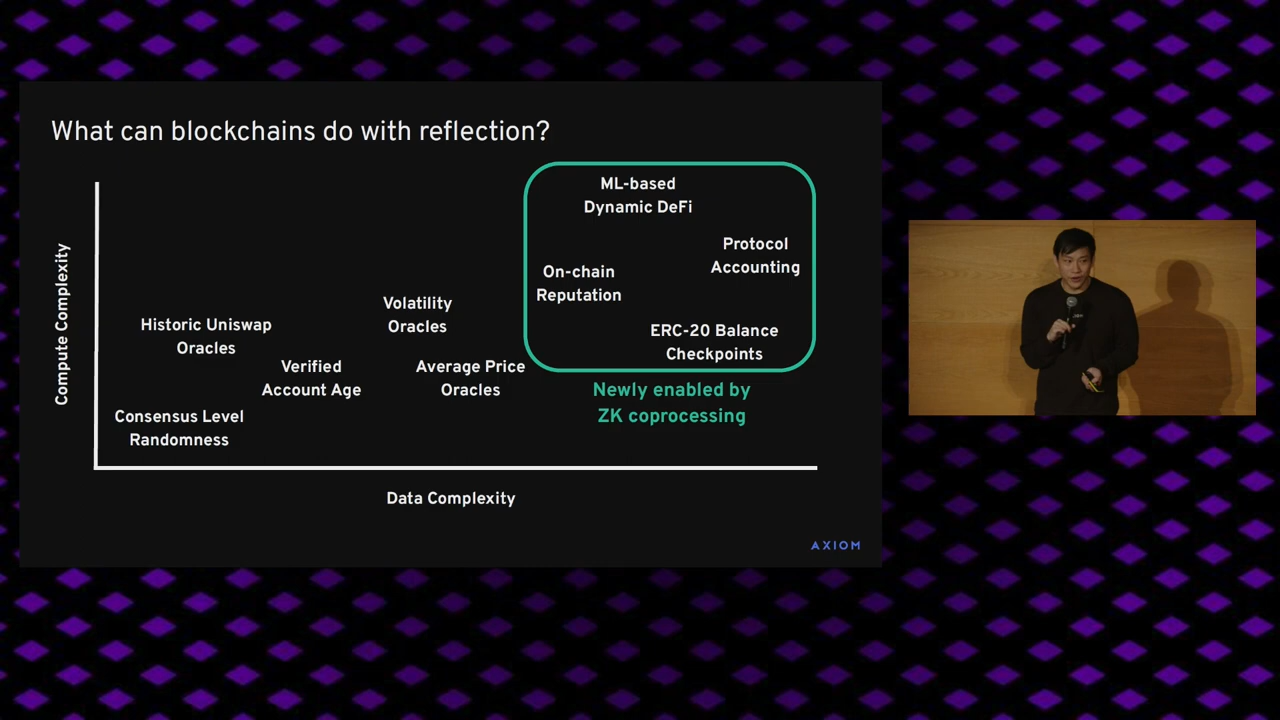 What can blockchains do with reflection?
Compute Complexity
ML-based
Dynamic DeFi
Protocol
Accounting
On-chain
Reputation
Volatility
Oracles
Historic Uniswap
Oracles
ERC-20 Balance
Checkpoints
Verified
Account Age
Average Price
Oracles
Newly enabled by
ZK coprocessing
Consensus Level
Randomness
Data Complexity
AXIOM